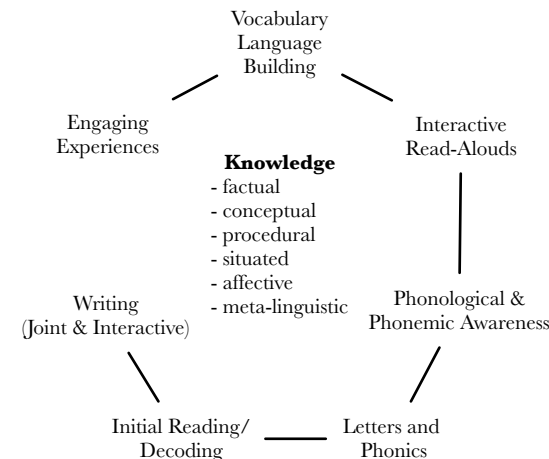 Vocabulary
Language
Building
Engaging
Experiences
Interactive
Read-Alouds
Knowledge
- factual
- conceptual
- procedural
- situated
- affective
- meta-linguistic
Writing
(Joint & Interactive)
Phonological &
Phonemic Awareness
Initial Reading/
Decoding
Letters and
Phonics